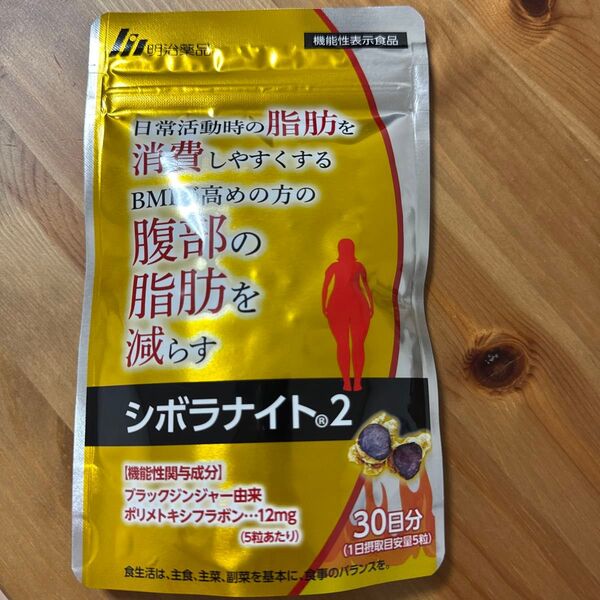 明治薬品
機能性表示食品
日常活動時の脂肪を
消費しやすくする
BMIが高めの方の
腹部の
脂肪を
減らす
シボラナイト®2
【機能性関与成分】
ブラックジンジャー由来
ポリメトキシフラボン…12mg
(5粒あたり)
30日分
(1日摂取目安量5粒)
食生活は、主食、主菜、副菜を基本に、食事のバランスを。